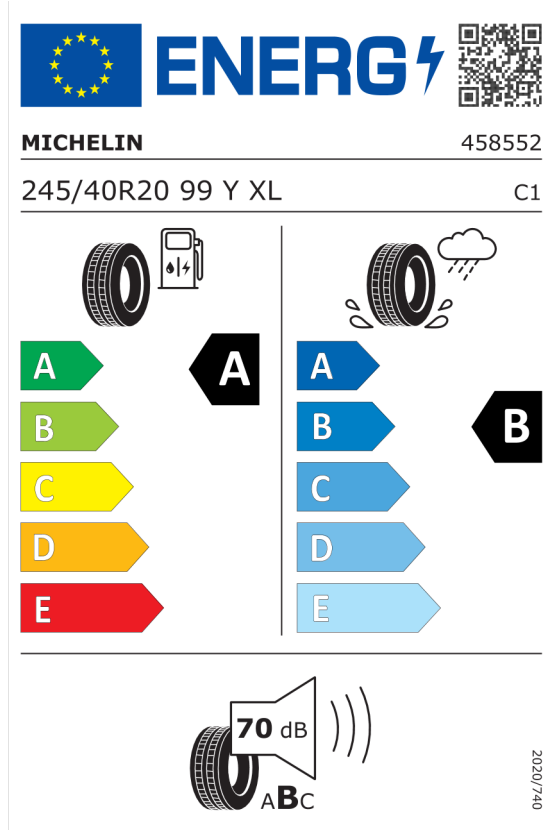 ENERG
MICHELIN 458552
245/40R20 99 Y XL C1
A A
B
C
D
E
A
B B
C
D
E
70 dB
ABC
2020/740